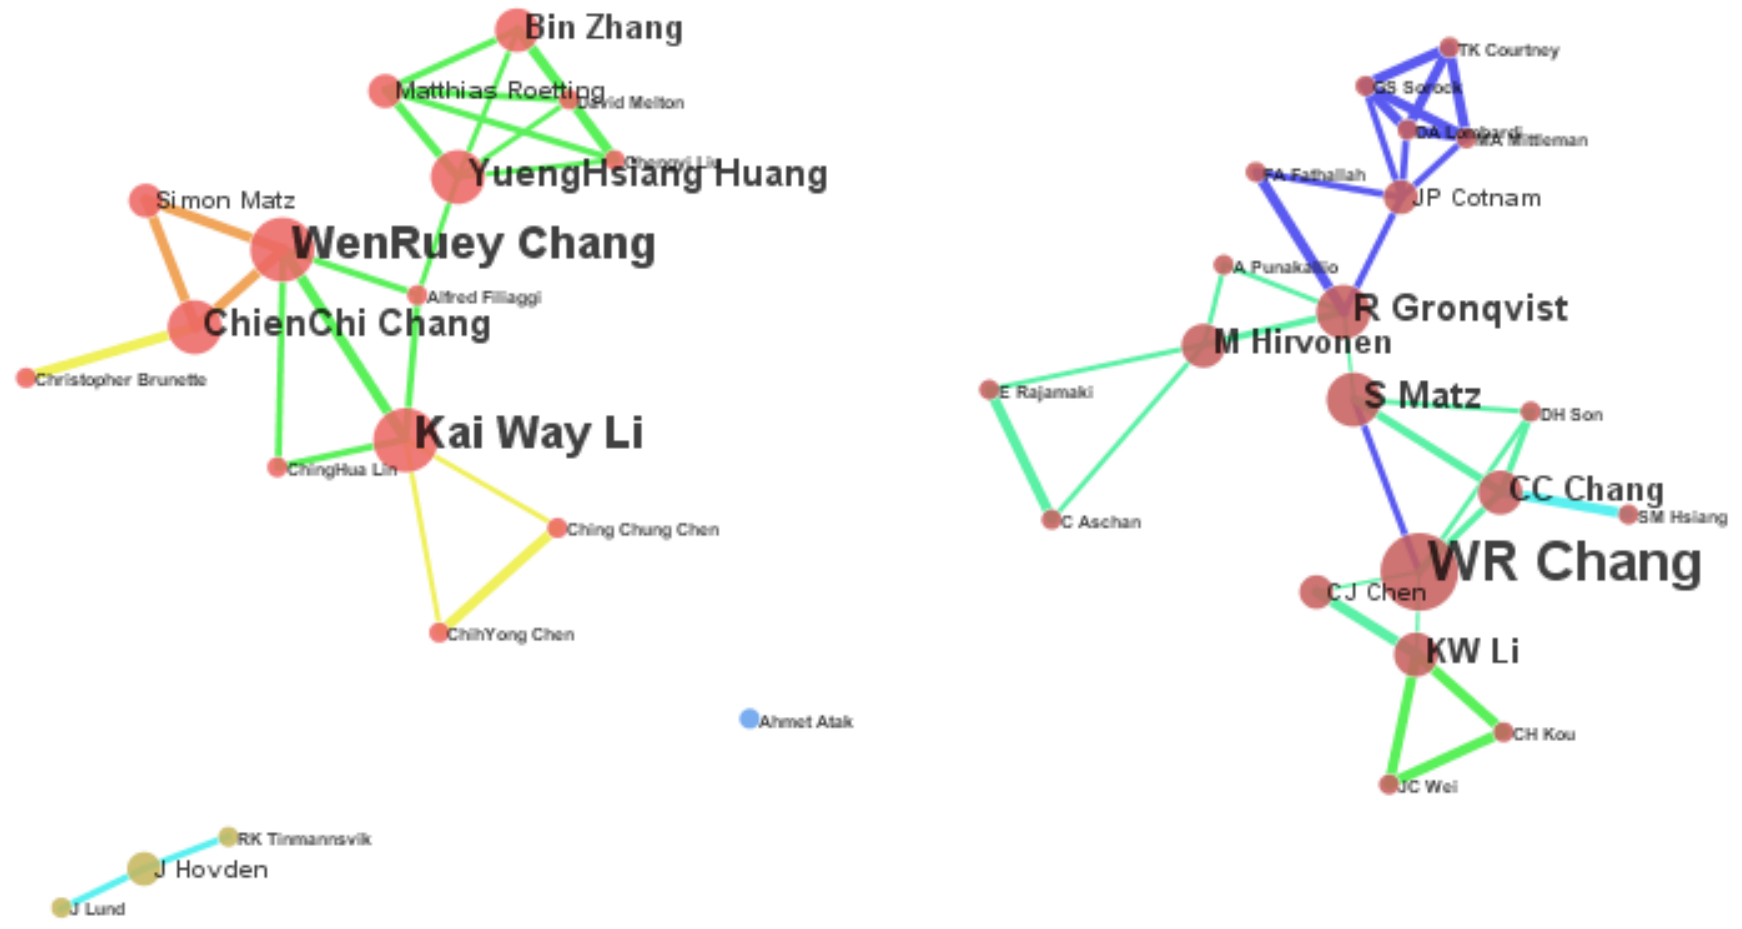 Bin Zhang
Matthias Roetting
David Melton
Chengyi Liu
YuengHsiang Huang
Simon Matz
WenRuey Chang
Alfred Filiaggi
ChienChi Chang
Christopher Brunette
Kai Way Li
ChingHua Lin
Ching Chung Chen
ChihYong Chen
Ahmet Atak
RK Tinmannsvik
J Hovden
J Lund
TK Courtney
GS Sorock
DA Lombardi
MA Mittleman
FA Fathallah
JP Cotnam
A Punakallio
R Gronqvist
M Hirvonen
E Rajamaki
S Matz
DH Son
CC Chang
SM Hsiang
C Aschan
WR Chang
CJ Chen
KW Li
CH Kou
JC Wei